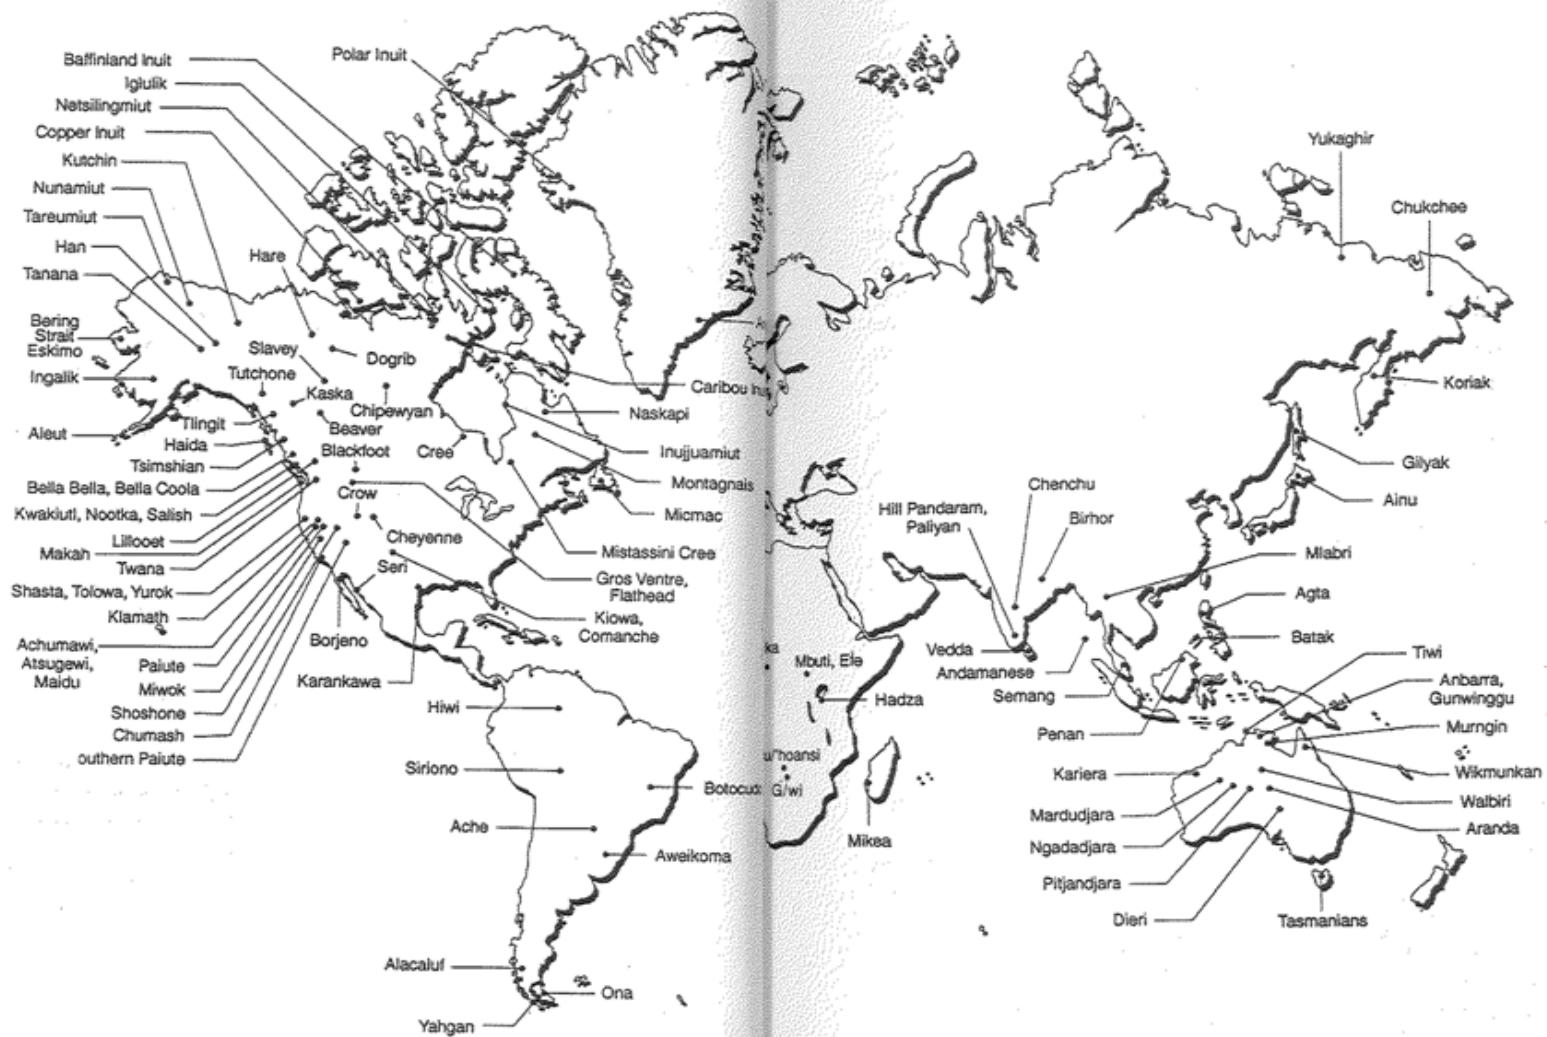 Baffinland Inuit
Iglulik
Netsilingmiut
Copper Inuit
Kutchin
Nunamiut
Tareumiut
Han
Tanana
Bering
Strait
Eskimo
Ingalik
Aleut
Polar Inuit
Hare
Slavey
Tutchone
Dogrib
Kaska
Chipewyan
Beaver
Tlingit
Haida
Tsimshian
Bella Bella, Bella Coola
Kwakiutl, Nootka, Salish
Lillooet
Makah
Twana
Shasta, Tolowa, Yurok
Klamath
Achumawi,
Atsugewi,
Maidu
Paiute
Miwok
Shoshone
Chumash
outhern Paiute
Blackfoot
Cree
Crow
Cheyenne
Seri
Borjeno
Karankawa
Caribou Inu
Naskapi
Inujjuamiut
Montagnais
Micmac
Mistassini Cree
Gros Ventre,
Flathead
Kiowa,
Comanche
Hiwi
Siriono
Botocud
Ache
Aweikoma
Alacaluf
Ona
Yahgan
ka
Mbuti, Efe
Hadza
u/'hoansi
G/wi
Mikea
Yukaghir
Chukchee
Koriak
Gilyak
Ainu
Chenchu
Hill Pandaram,
Paliyan
Birhor
Mlabri
Agta
Batak
Vedda
Andamanese
Semang
Penan
Tiwi
Anbarra,
Gunwinggu
Murngin
Wikmunkan
Walbiri
Aranda
Kariera
Mardudjara
Ngadadjara
Pitjandjara
Dieri
Tasmanians